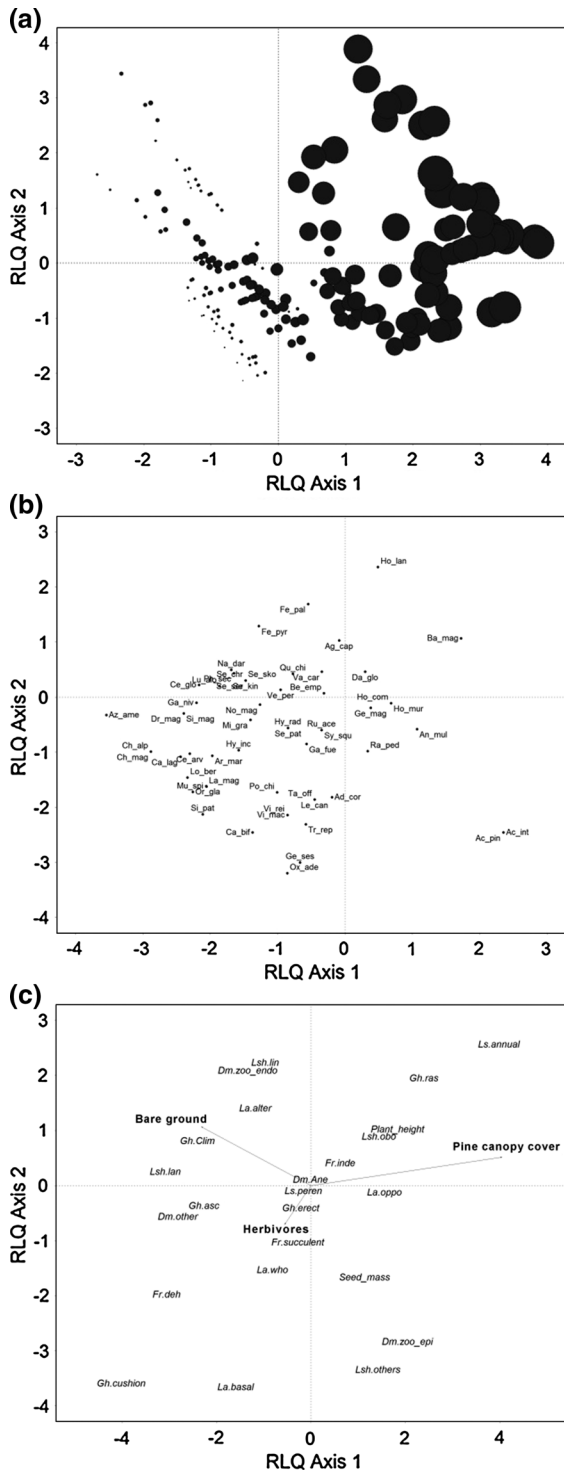 (a)
4
3
2
1
0
-1
-2
-3
RLQ Axis 2
-3 -2 -1 0 1 2 3 4
RLQ Axis 1
(b)
3
2
1
0
-1
-2
-3
-4
RLQ Axis 2
Ho_lan
Fe_pal
Fe_pyr
Ag_cap
Ba_mag
Na_dar
Se_chr
Se_sko
Qu_chi
Va_car
Da_glo
Ce_glo
Se_kin
Ve_per
Be_emp
Ga_niv
No_mag
Ho_com
Ho_mur
Az_ame
Dr_mag
Si_mag
Mi_gra
Ge_mag
Hy_rad
Ru_ace
Se_pat
Sy_squ
An_mul
Ch_alp
Hy_inc
Ga_fue
Ra_ped
Ch_mag
Ca_lag
Ce_arv
Ar_mar
Lo_ber
Mu_spi
La_mag
Or_gla
Po_chi
Ta_off
Ad_cor
Le_can
Si_pat
Vi_rei
Vi_mac
Ca_bif
Tr_rep
Ac_pin
Ac_int
Ge_ses
Ox_ade
-4 -3 -2 -1 0 1 2 3
RLQ Axis 1
(c)
3
2
1
0
-1
-2
-3
-4
RLQ Axis 2
Ls.annual
Lsh.lin
Dm.zoo_endo
Gh.ras
La.alter
Bare ground
Plant_height
Gh.Clim
Lsh.obo
Pine canopy cover
Fr.inde
Lsh.lan
Dm.Ane
Ls.peren
La.oppo
Gh.asc
Gh.erect
Dm.other
Herbivores
Fr.succulent
La.who
Seed_mass
Fr.deh
Dm.zoo_epi
Lsh.others
Gh.cushion
La.basal
-4 -2 0 2 4
RLQ Axis 1